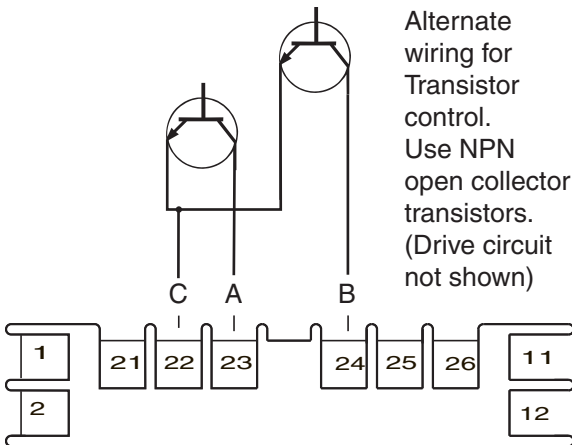 Alternate
wiring for
Transistor
control.
Use NPN
open collector
transistors.
(Drive circuit
not shown)
C A B
1 21 22 23 24 25 26 11
2 12